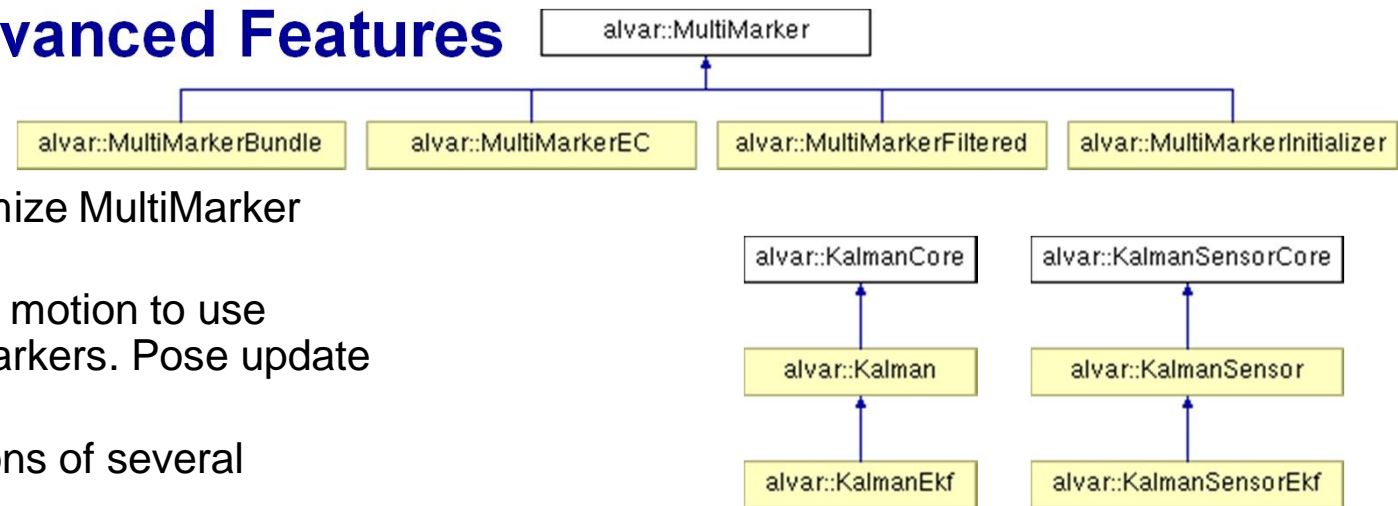 vanced Features
alvar::MultiMarker
alvar::MultiMarkerBundle
alvar::MultiMarkerEC
alvar::MultiMarkerFiltered
alvar::MultiMarkerInitializer
nize MultiMarker
motion to use
arkers. Pose update
ons of several
alvar::KalmanCore
alvar::KalmanSensorCore
alvar::Kalman
alvar::KalmanSensor
alvar::KalmanEkf
alvar::KalmanSensorEkf